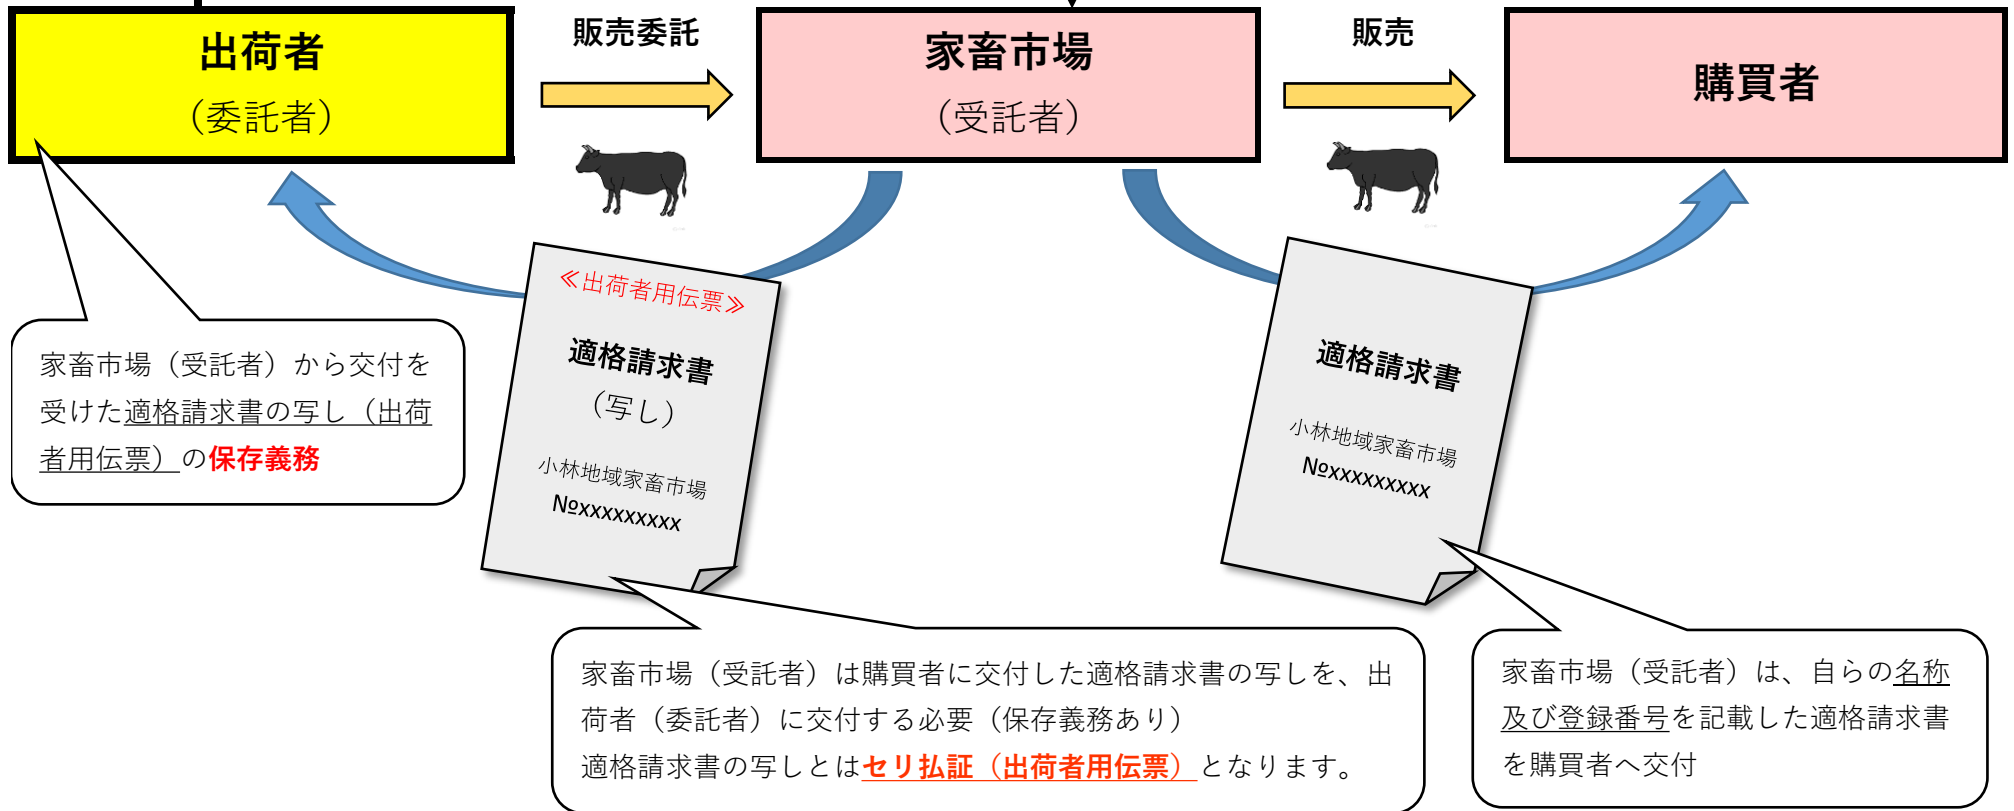 出荷者
（委託者）
販売委託
家畜市場
（受託者）
販売
購買者
≪出荷者用伝票≫
適格請求書
（写し）
小林地域家畜市場
№xxxxxxxxx
適格請求書
小林地域家畜市場
№xxxxxxxxx
家畜市場（受託者）から交付を
受けた適格請求書の写し（出荷
者用伝票）の保存義務
家畜市場（受託者）は購買者に交付した適格請求書の写しを、出
荷者（委託者）に交付する必要（保存義務あり）
適格請求書の写しとはセリ払証（出荷者用伝票）となります。
家畜市場（受託者）は、自らの名称
及び登録番号を記載した適格請求書
を購買者へ交付